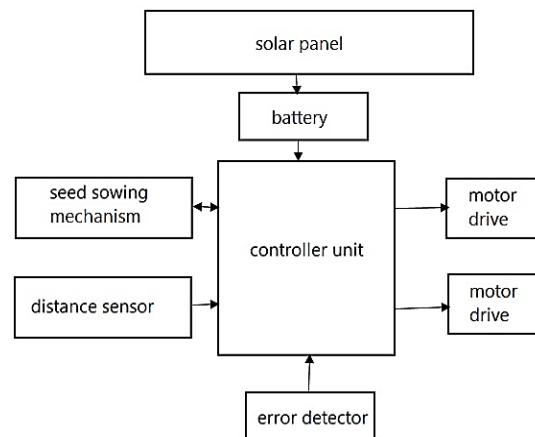 solar panel
battery
seed sowing
mechanism
controller unit
motor
drive
distance sensor
motor
drive
error detector